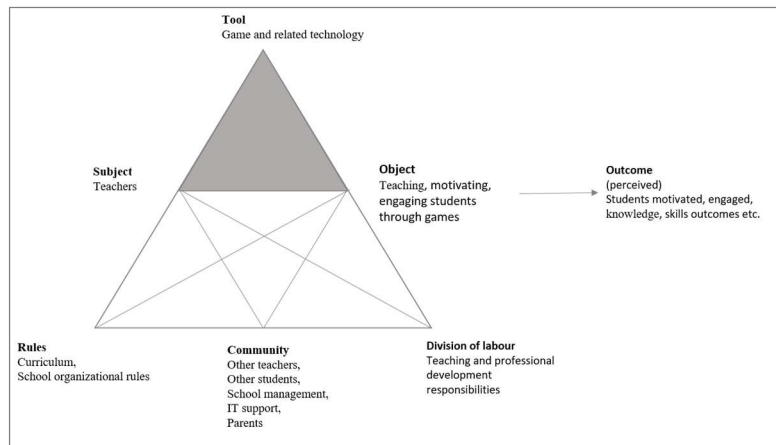 Tool
Game and related technology
Subject
Teachers
Object
Teaching, motivating,
engaging students
through games
Outcome
(perceived)
Students motivated, engaged,
knowledge, skills outcomes etc.
Rules
Curriculum,
School organizational rules
Community
Other teachers,
Other students,
School management,
IT support,
Parents
Division of labour
Teaching and professional
development
responsibilities